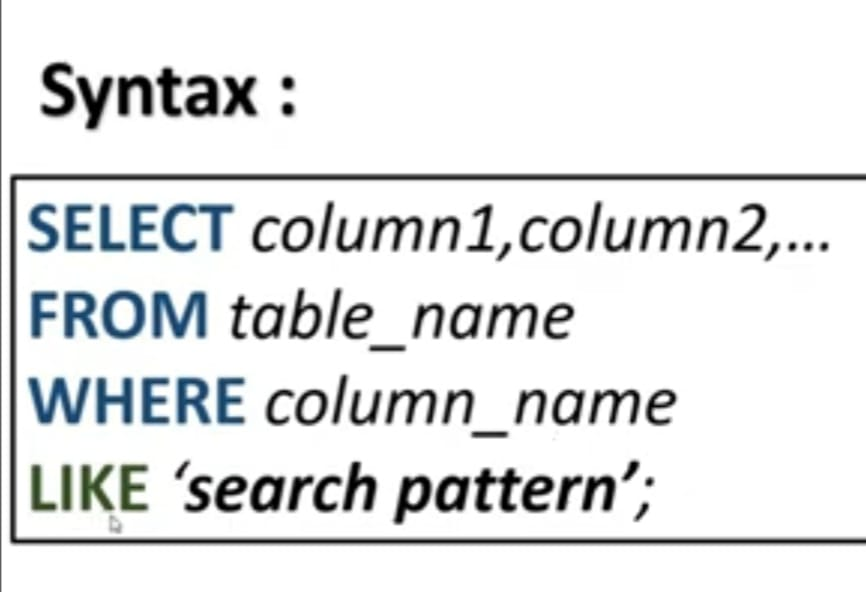 Syntax :
SELECT column1,column2,...
FROM table_name
WHERE column_name
LIKE ‘search pattern’;